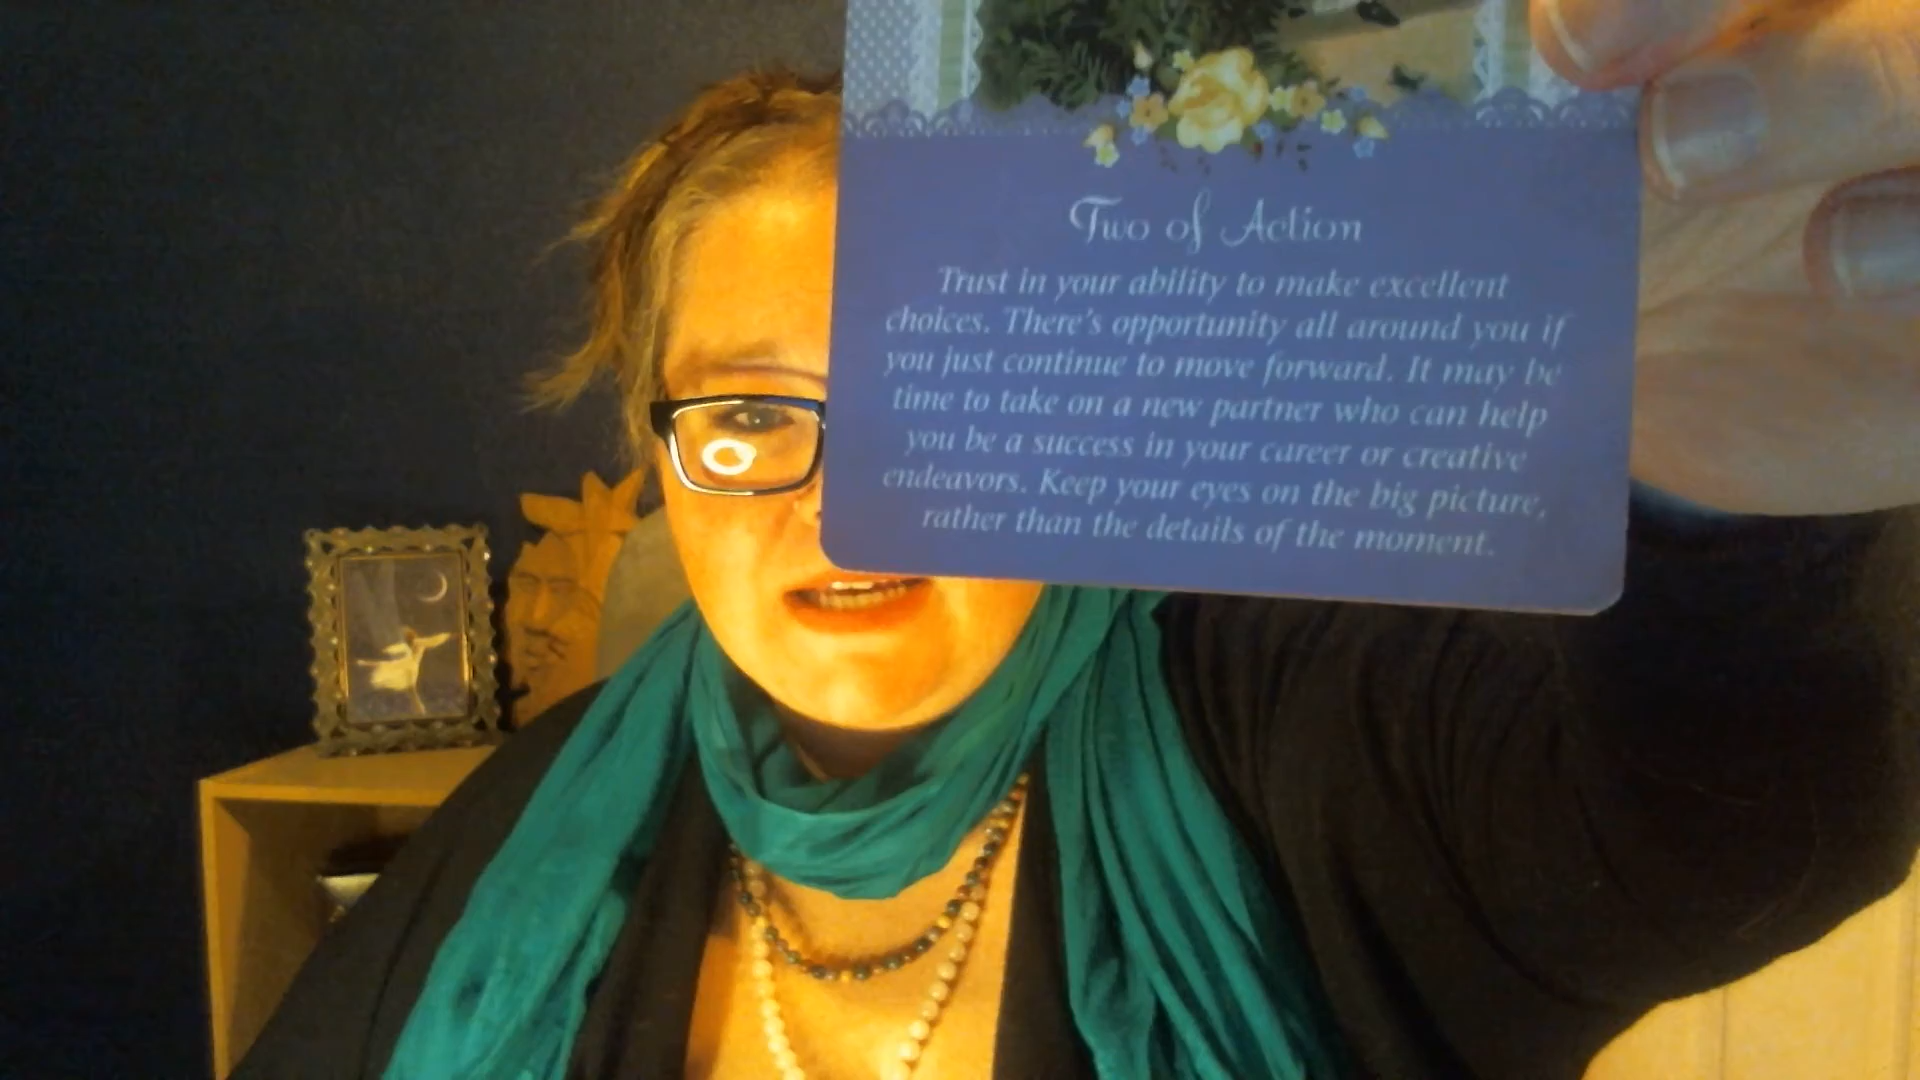 Two of Action
Trust in your ability to make excellent
choices. There's opportunity all around you if
you just continue to move forward. It may be
time to take on a new partner who can help
you be a success in your career or creative
endeavors. Keep your eyes on the big picture,
rather than the details of the moment.